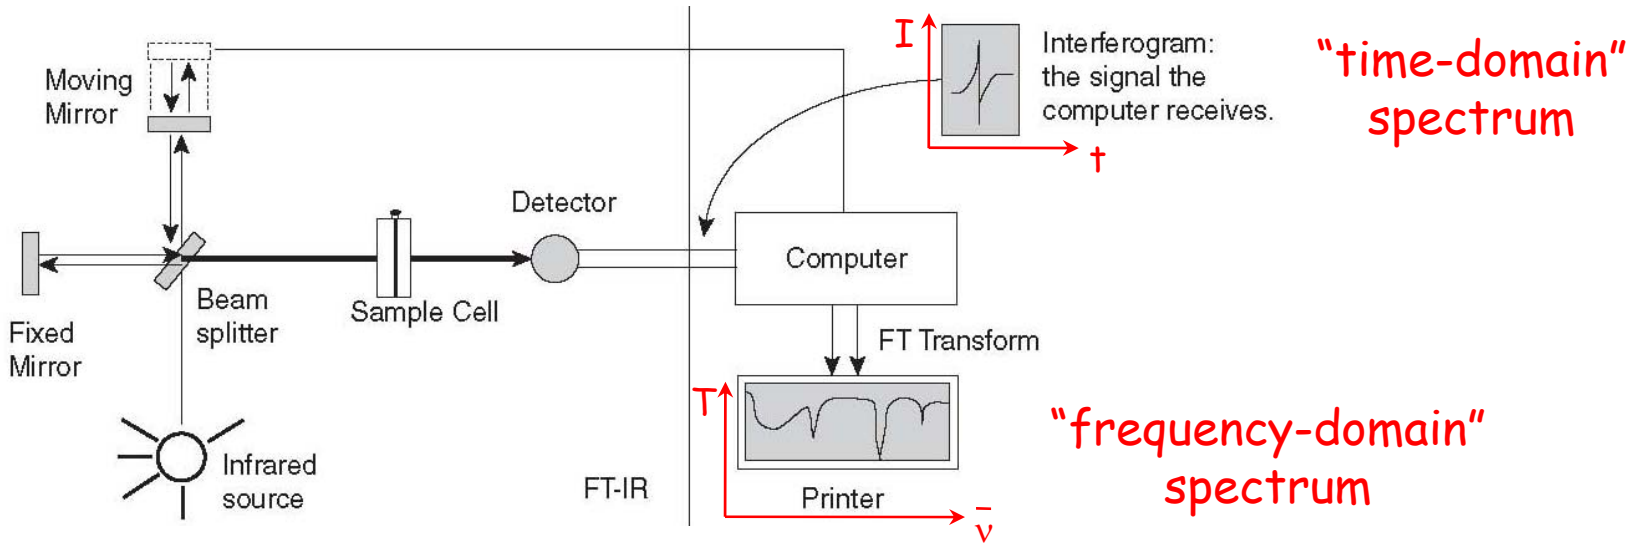 Moving
Mirror
I
t
Interferogram:
the signal the
computer receives.
“time-domain”
spectrum
Detector
Computer
Beam
splitter
Sample Cell
Fixed
Mirror
FT Transform
T
“frequency-domain”
spectrum
Infrared
source
FT-IR
Printer
ν̄